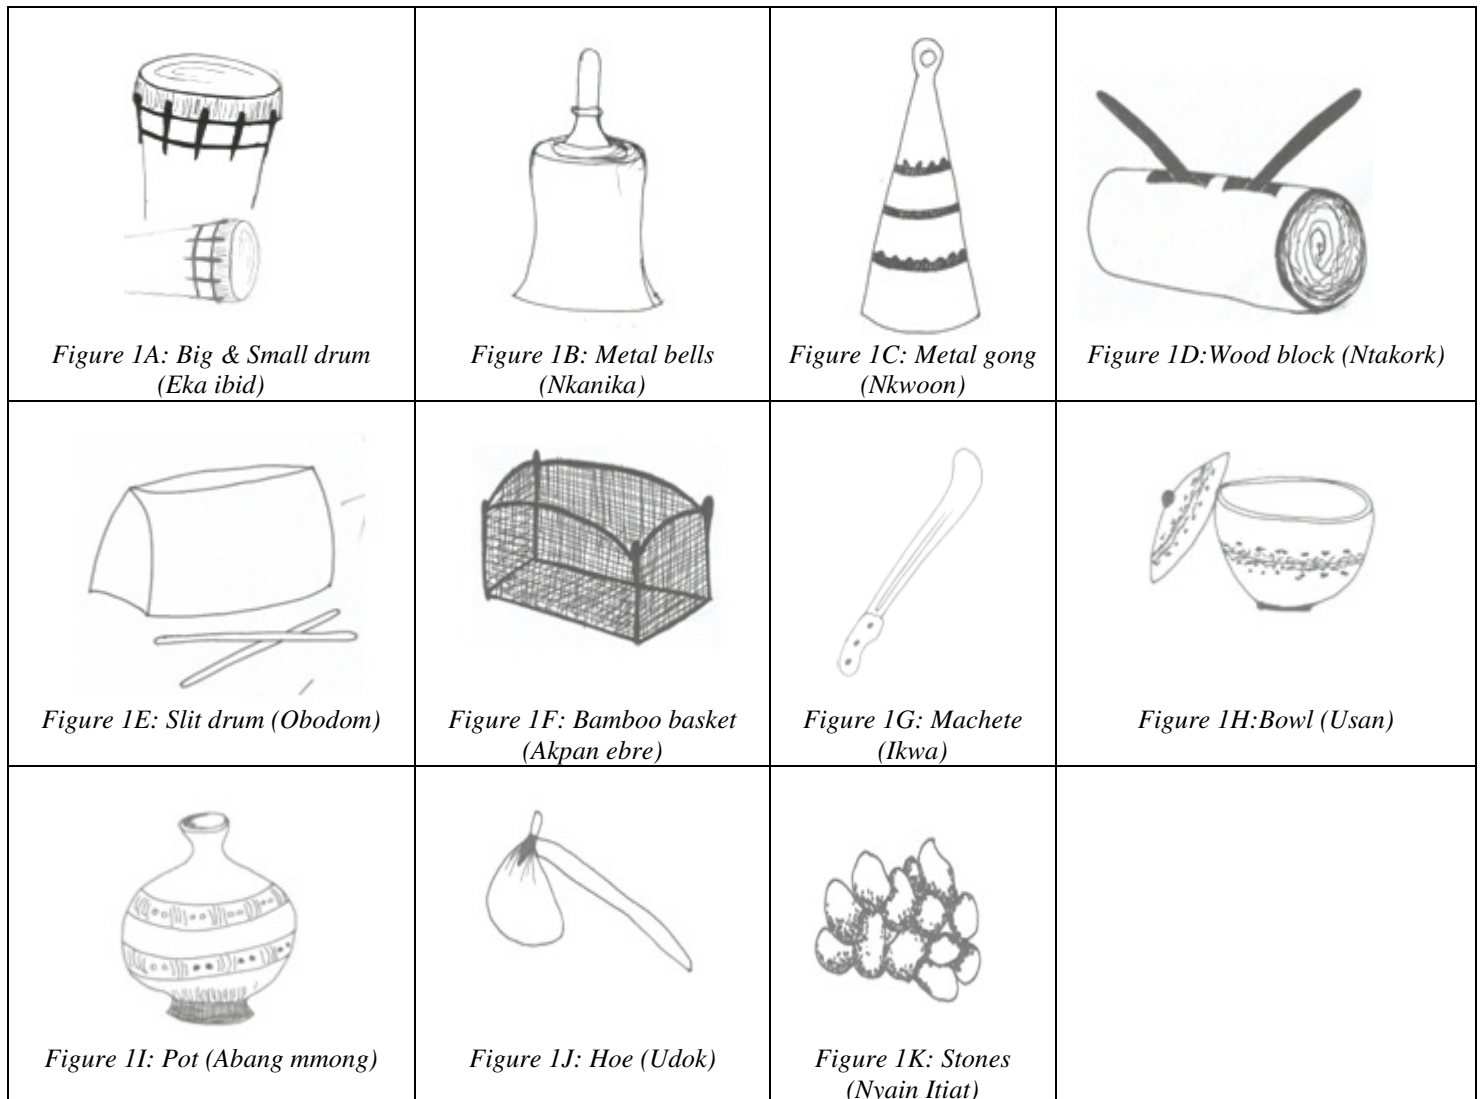 Figure 1A: Big & Small drum
(Eka ibid)
Figure 1B: Metal bells
(Nkanika)
Figure 1C: Metal gong
(Nkwoon)
Figure 1D:Wood block (Ntakork)
Figure 1E: Slit drum (Obodom)
Figure 1F: Bamboo basket
(Akpan ebre)
Figure 1G: Machete
(Ikwa)
Figure 1H:Bowl (Usan)
Figure 1I: Pot (Abang mmong)
Figure 1J: Hoe (Udok)
Figure 1K: Stones
(Nyain Itiat)